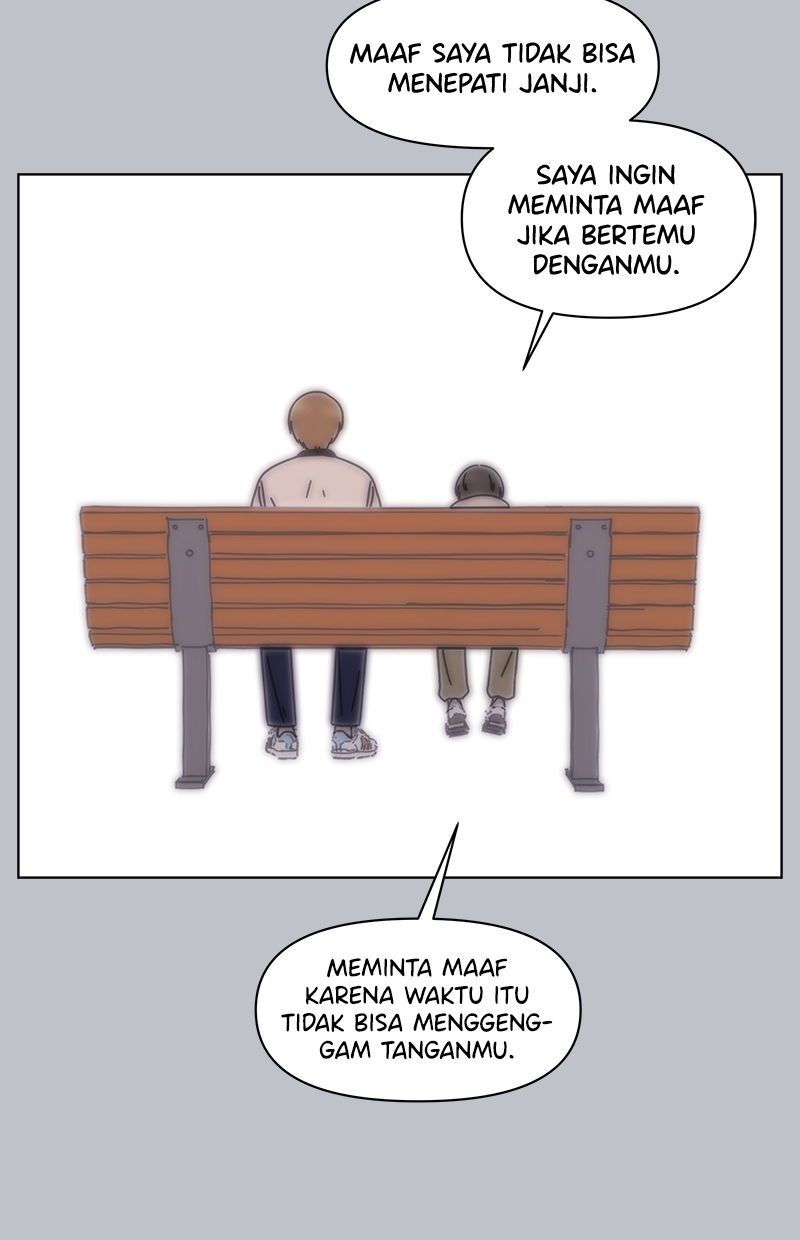 MAAF SAYA TIDAK BISA
MENEPATI JANJI.
SAYA INGIN
MEMINTA MAAF
JIKA BERTEMU
DENGANMU.
MEMINTA MAAF
KARENA WAKTU ITU
TIDAK BISA MENGGENG-
GAM TANGANMU.